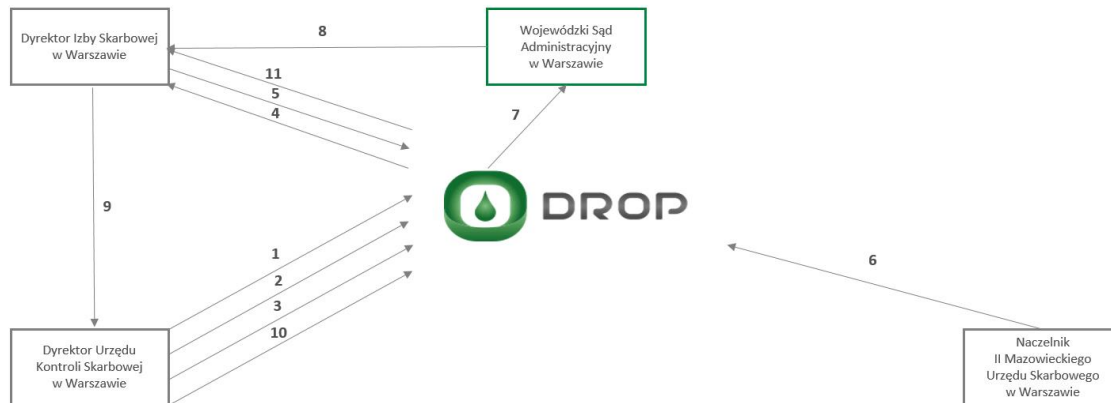 Dyrektor Izby Skarbowej
w Warszawie
8
Wojewódzki Sąd
Administracyjny
w Warszawie
11
5
4
7
9
DROP
1
2
3
10
6
Dyrektor Urzędu
Kontroli Skarbowej
w Warszawie
Naczelnik
II Mazowieckiego
Urzędu Skarbowego
w Warszawie